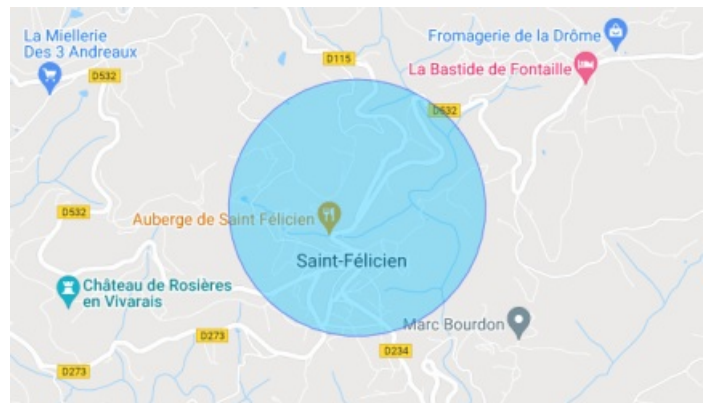 La Miellerie
Des 3 Andreaux
Fromagerie de la Drôme
D115
La Bastide de Fontaille
D532
D532
D532
Auberge de Saint Félicien
Saint-Félicien
Château de Rosières
en Vivarais
Marc Bourdon
D273
D234
D273